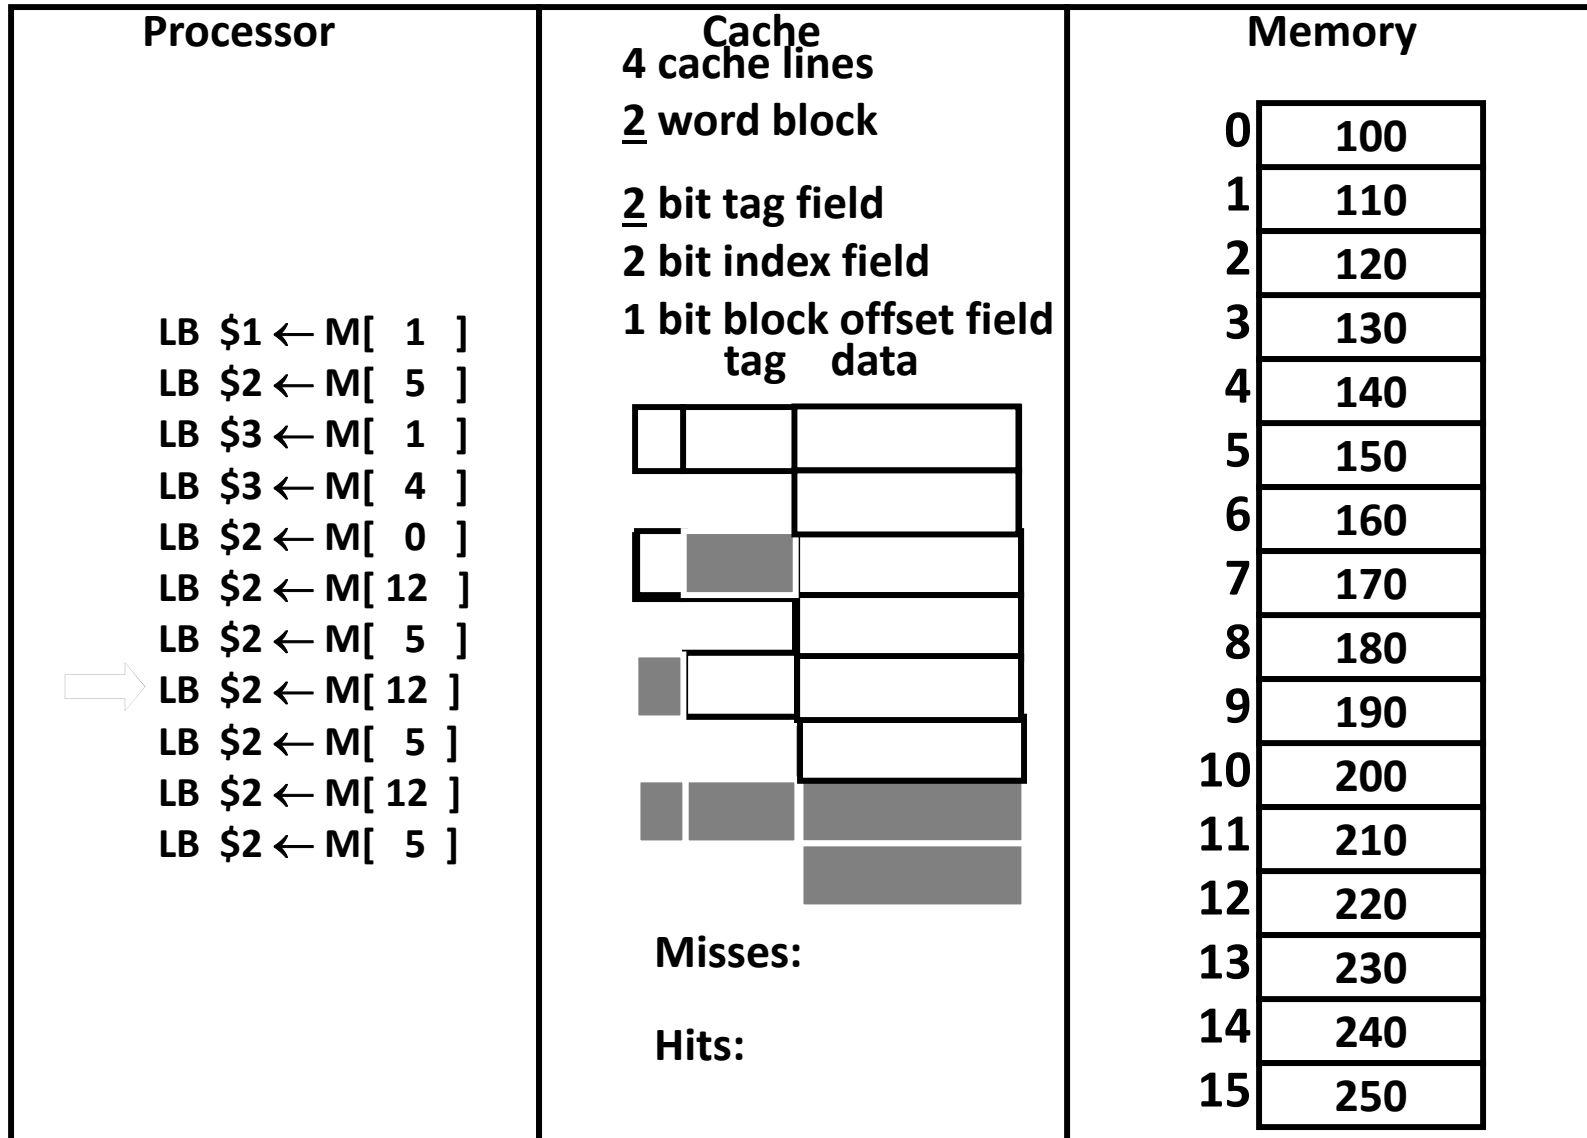 Processor
LB $1 ← M[ 1 ]
LB $2 ← M[ 5 ]
LB $3 ← M[ 1 ]
LB $3 ← M[ 4 ]
LB $2 ← M[ 0 ]
LB $2 ← M[ 12 ]
LB $2 ← M[ 5 ]
LB $2 ← M[ 12 ]
LB $2 ← M[ 5 ]
LB $2 ← M[ 12 ]
LB $2 ← M[ 5 ]
Cache
4 cache lines
2 word block
2 bit tag field
2 bit index field
1 bit block offset field
tag data
Misses:
Hits:
Memory
0 100
1 110
2 120
3 130
4 140
5 150
6 160
7 170
8 180
9 190
10 200
11 210
12 220
13 230
14 240
15 250